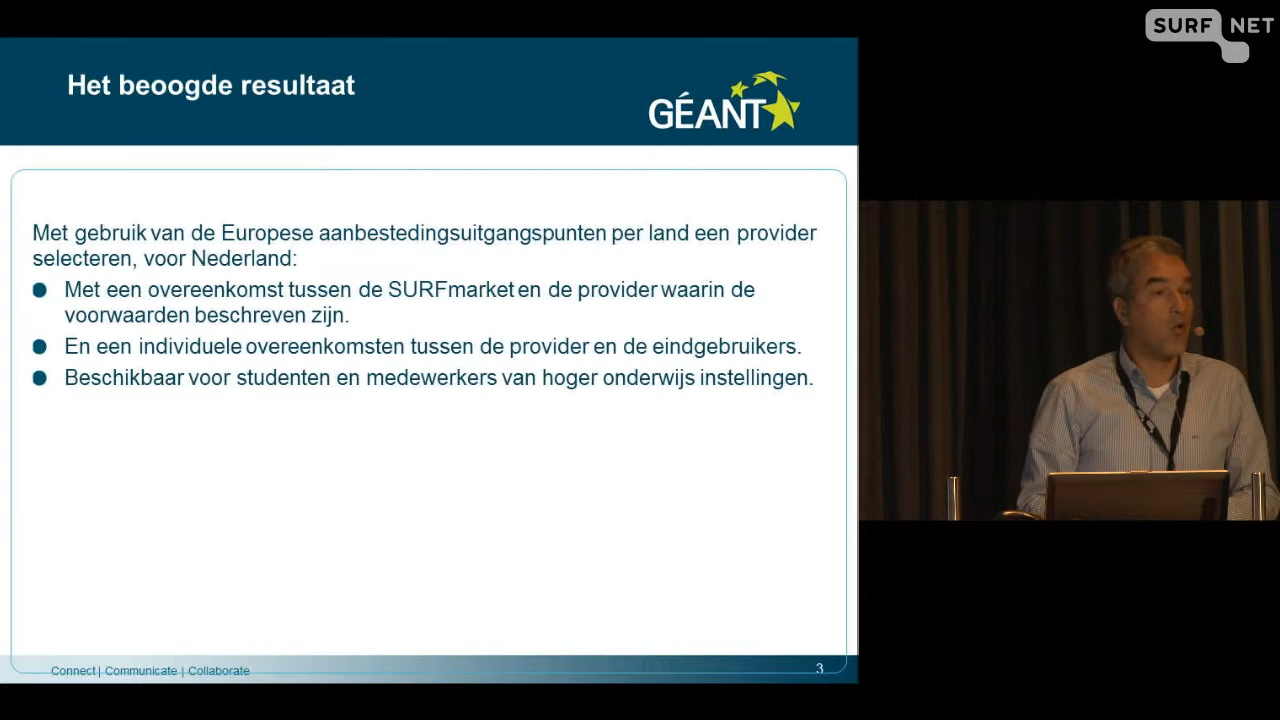 SURF NET
Het beoogde resultaat
GÉANT
Met gebruik van de Europese aanbestedingsuitgangspunten per land een provider
selecteren, voor Nederland:
Met een overeenkomst tussen de SURFmarket en de provider waarin de
voorwaarden beschreven zijn.
En een individuele overeenkomsten tussen de provider en de eindgebruikers.
Beschikbaar voor studenten en medewerkers van hoger onderwijs instellingen.
Connect | Communicate | Collaborate
3